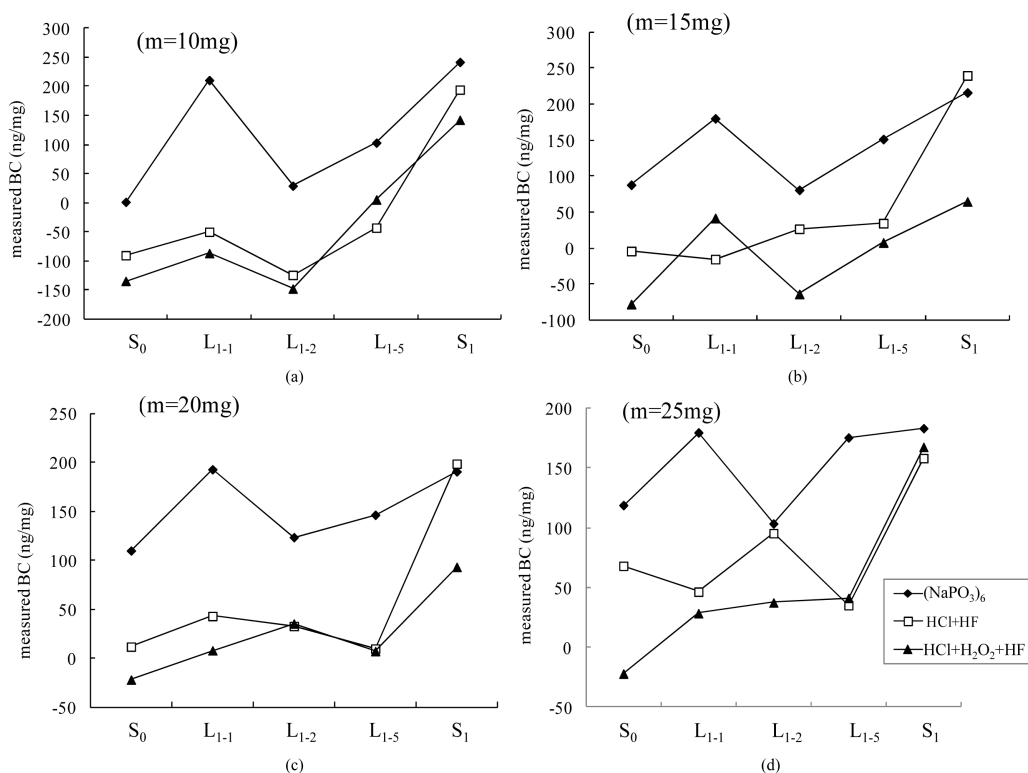 (m=10mg)
300
250
200
150
100
50
0
-50
-100
-150
-200
measured BC (ng/mg)
S0 L1-1 L1-2 L1-5 S1
(a)
(m=15mg)
300
250
200
150
100
50
0
-50
-100
measured BC (ng/mg)
S0 L1-1 L1-2 L1-5 S1
(b)
(m=20mg)
250
200
150
100
50
0
-50
measured BC (ng/mg)
S0 L1-1 L1-2 L1-5 S1
(c)
(m=25mg)
200
150
100
50
0
-50
measured BC (ng/mg)
S0 L1-1 L1-2 L1-5 S1
(d)
(NaPO3)6
HCl+HF
HCl+H2O2+HF